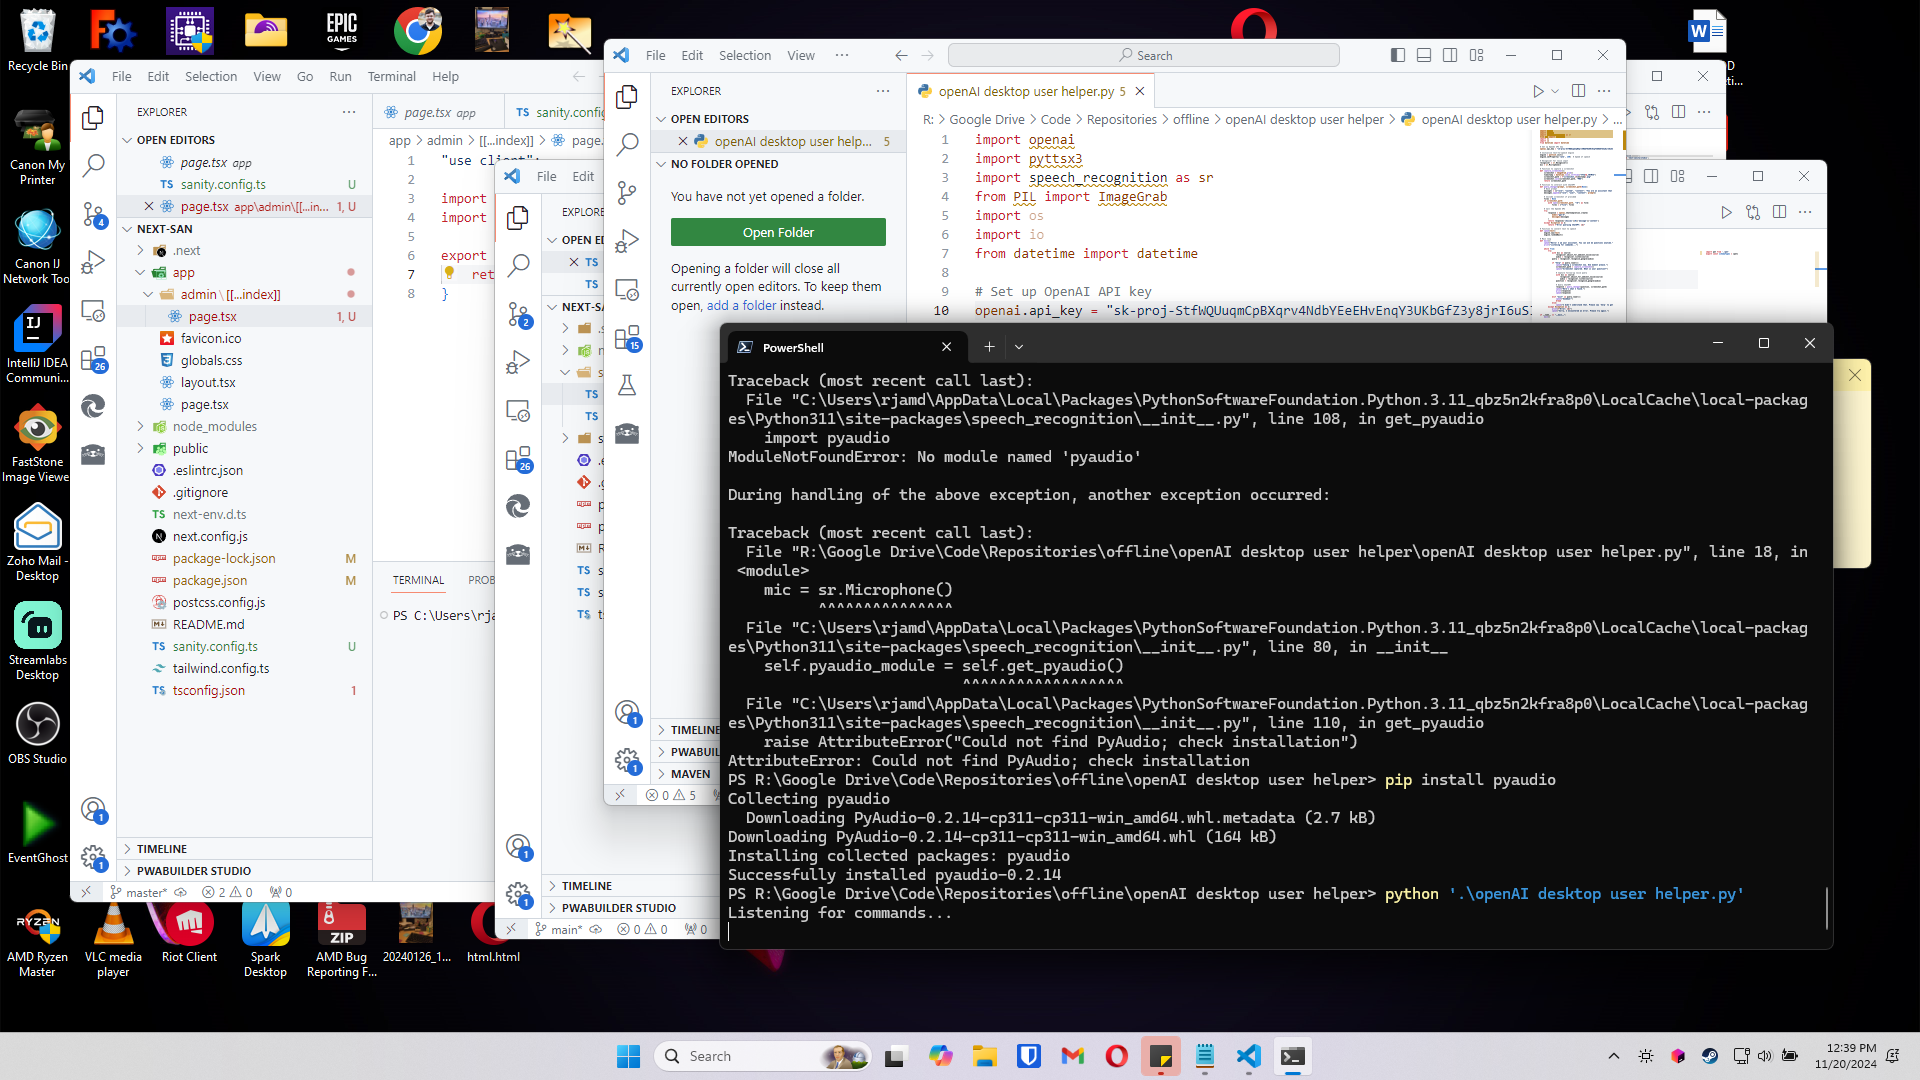 Recycle Bin
EPIC
GAMES
Canon My
Printer
Canon IJ
Network Too
IntelliJ IDEA
Communi...
FastStone
Image Viewe
Zoho Mail -
Desktop
Streamlabs
Desktop
OBS Studio
EventGhost
AMD Ryzen
Master
VLC media
player
Riot Client
Spark
Desktop
AMD Bug
Reporting F...
20240126_1...
html.html
File Edit Selection View Go Run Terminal Help
EXPLORER
OPEN EDITORS
page.tsx app
sanity.config.ts U
page.tsx app\admin\[[...in... 1, U
NEXT-SAN
.next
app
admin \ [[...index]]
page.tsx 1, U
favicon.ico
globals.css
layout.tsx
page.tsx
node_modules
public
.eslintrc.json
.gitignore
next-env.d.ts
next.config.js
package-lock.json M
package.json M
postcss.config.js
README.md
sanity.config.ts U
tailwind.config.ts
tsconfig.json 1
TIMELINE
PWABUILDER STUDIO
master* 2 0 0
page.tsx app
app > admin > [[...index]] > page.
1 "use client";
2
3 import
4 import
5
6 export
7 ret
8 }
TERMINAL
PS C:\Users\rj
File Edit
NEXT-SA
TIMELINE
PWABUILDER STUDIO
main* 0 0 0
File Edit Selection View ...
Search
EXPLORER
OPEN EDITORS
openAI desktop user help... 5
NO FOLDER OPENED
You have not yet opened a folder.
Open Folder
Opening a folder will close all
currently open editors. To keep them
open, add a folder instead.
TIMELINE
MAVEN
0 5
openAI desktop user helper.py 5
R: > Google Drive > Code > Repositories > offline > openAI desktop user helper > openAI desktop user helper.py > ...
1 import openai
2 import pyttsx3
3 import speech_recognition as sr
4 from PIL import ImageGrab
5 import os
6 import io
7 from datetime import datetime
8
9 # Set up OpenAI API key
PowerShell
Traceback (most recent call last):
File "C:\Users\rjamd\AppData\Local\Packages\PythonSoftwareFoundation.Python.3.11_qbz5n2kfra8p0\LocalCache\local-packag
es\Python311\site-packages\speech_recognition\__init__.py", line 108, in get_pyaudio
import pyaudio
ModuleNotFoundError: No module named 'pyaudio'
During handling of the above exception, another exception occurred:
Traceback (most recent call last):
File "R:\Google Drive\Code\Repositories\offline\openAI desktop user helper\openAI desktop user helper.py", line 18, in
<module>
mic = sr.Microphone()
^^^^^^^^^^^^^^^
File "C:\Users\rjamd\AppData\Local\Packages\PythonSoftwareFoundation.Python.3.11_qbz5n2kfra8p0\LocalCache\local-packag
es\Python311\site-packages\speech_recognition\__init__.py", line 80, in __init__
self.pyaudio_module = self.get_pyaudio()
^^^^^^^^^^^^^^^^^^
File "C:\Users\rjamd\AppData\Local\Packages\PythonSoftwareFoundation.Python.3.11_qbz5n2kfra8p0\LocalCache\local-packag
es\Python311\site-packages\speech_recognition\__init__.py", line 110, in get_pyaudio
raise AttributeError("Could not find PyAudio; check installation")
AttributeError: Could not find PyAudio; check installation
PS R:\Google Drive\Code\Repositories\offline\openAI desktop user helper> pip install pyaudio
Collecting pyaudio
Downloading PyAudio-0.2.14-cp311-cp311-win_amd64.whl.metadata (2.7 kB)
Downloading PyAudio-0.2.14-cp311-cp311-win_amd64.whl (164 kB)
Installing collected packages: pyaudio
Successfully installed pyaudio-0.2.14
PS R:\Google Drive\Code\Repositories\offline\openAI desktop user helper> python '.\openAI desktop user helper.py'
Listening for commands...
Search
12:39 PM
11/20/2024